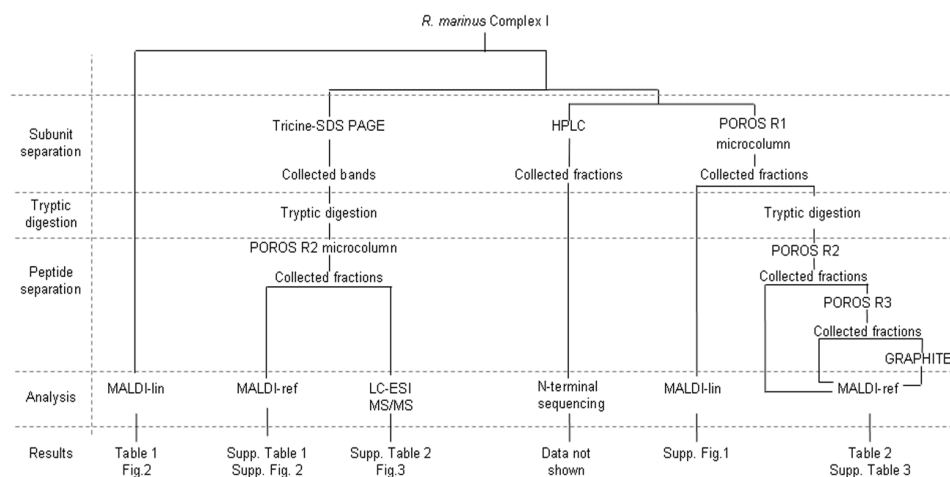 R. marinus Complex I
Subunit
separation
Tricine-SDS PAGE
HPLC
POROS R1
microcolumn
Collected bands
Collected fractions
Collected fractions
Tryptic
digestion
Tryptic digestion
Tryptic digestion
Peptide
separation
POROS R2 microcolumn
POROS R2
Collected fractions
Collected fractions
POROS R3
Collected fractions
GRAPHITE
Analysis
MALDI-lin
MALDI-ref
LC-ESI
MS/MS
N-terminal
sequencing
MALDI-lin
MALDI-ref
Results
Table 1
Fig.2
Supp. Table 1
Supp. Fig. 2
Supp. Table 2
Fig.3
Data not
shown
Supp. Fig.1
Table 2
Supp. Table 3